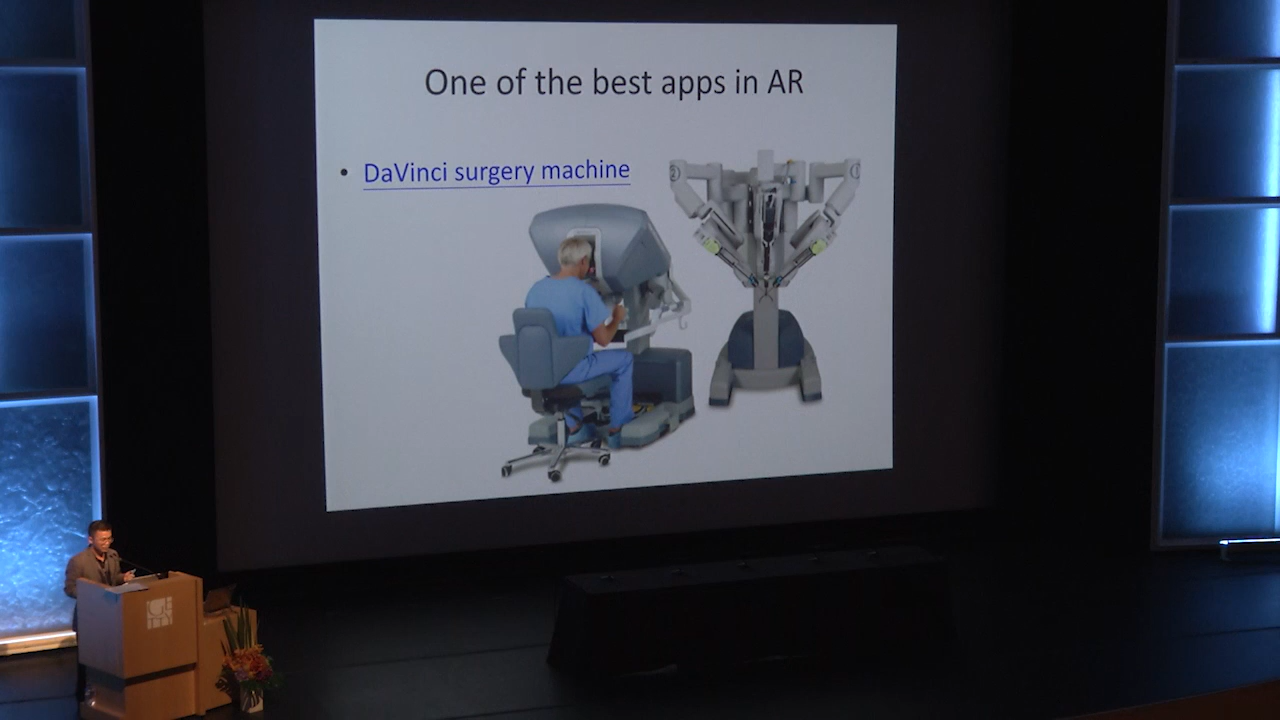 One of the best apps in AR
• DaVinci surgery machine